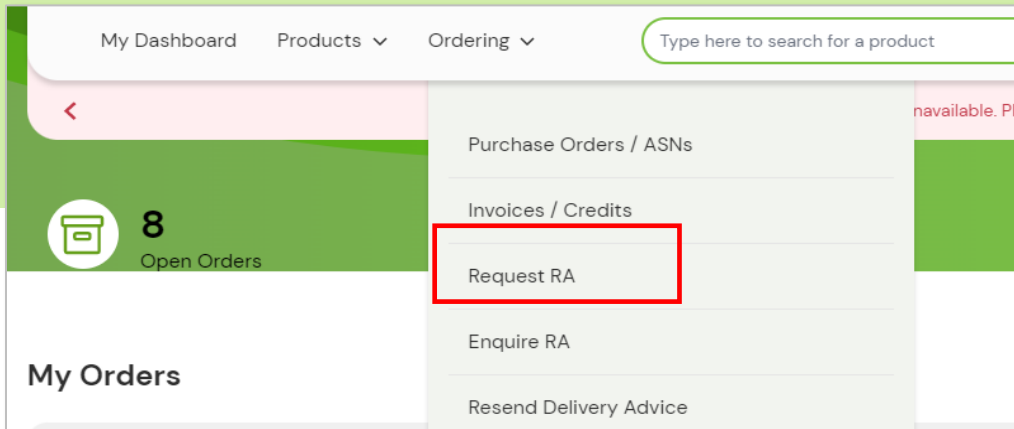 My Dashboard Products Ordering Type here to search for a product
navailable. Pl
Purchase Orders / ASNs
Invoices / Credits
8
Open Orders
Request RA
Enquire RA
My Orders
Resend Delivery Advice